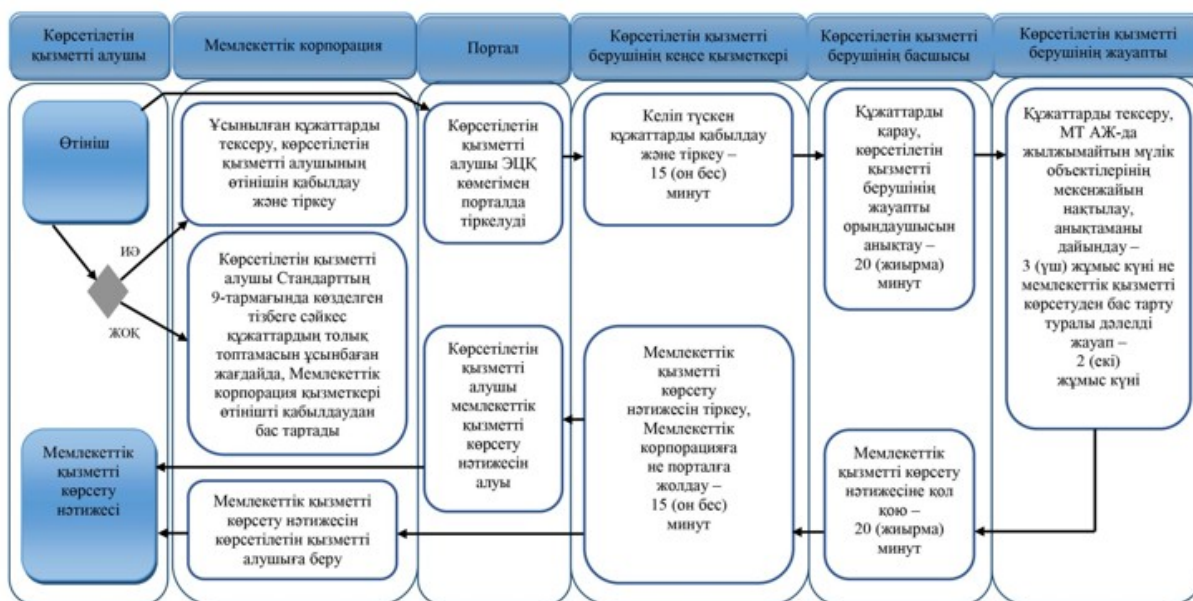 Көрсетілетін
қызметті алушы
Мемлекеттік корпорация
Портал
Көрсетілетін қызметті
берушінің кеңсе қызметкері
Көрсетілетін қызметті
берушінің басшысы
Көрсетілетін қызметті
берушінің жауапты
Өтініш
ИӘ
ЖОҚ
Ұсынылған құжаттарды
тексеру, көрсетілетін
қызметті алушының
өтінішін қабылдау
және тіркеу
Көрсетілетін қызметті
алушы Стандарттың
9-тармағында көзделген
тізбеге сәйкес
құжаттардың толық
топтамасын ұсынбаған
жағдайда, Мемлекеттік
корпорация қызметкері
өтінішті қабылдаудан
бас тартады
Көрсетілетін
қызметті
алушы ЭЦҚ
көмегімен
порталда
тіркелуді
Келіп түскен
құжаттарды қабылдау
және тіркеу –
15 (он бес)
минут
Құжаттарды
қарау,
көрсетілетін
қызметті
берушінің
жауапты
орындаушысын
анықтау –
20 (жиырма)
минут
Құжаттарды тексеру,
МТ АЖ-да
жылжымайтын мүлік
объектілерінің
мекенжайын
нақтылау,
анықтаманы
дайындау –
3 (үш) жұмыс күні не
мемлекеттік қызметті
көрсетуден бас тарту
туралы дәлелді
жауап –
2 (екі)
жұмыс күні
Мемлекеттік
қызметті көрсету
нәтижесіне қол
қою –
20 (жиырма)
минут
Мемлекеттік
қызметті
көрсету
нәтижесін тіркеу,
Мемлекеттік
корпорацияға
не порталға
жолдау –
15 (он бес)
минут
Көрсетілетін
қызметті
алушы
мемлекеттік
қызметті
көрсету
нәтижесін
алуы
Мемлекеттік қызметті
көрсету нәтижесін
көрсетілетін қызметті
алушыға беру
Мемлекеттік
қызметті
көрсету
нәтижесі